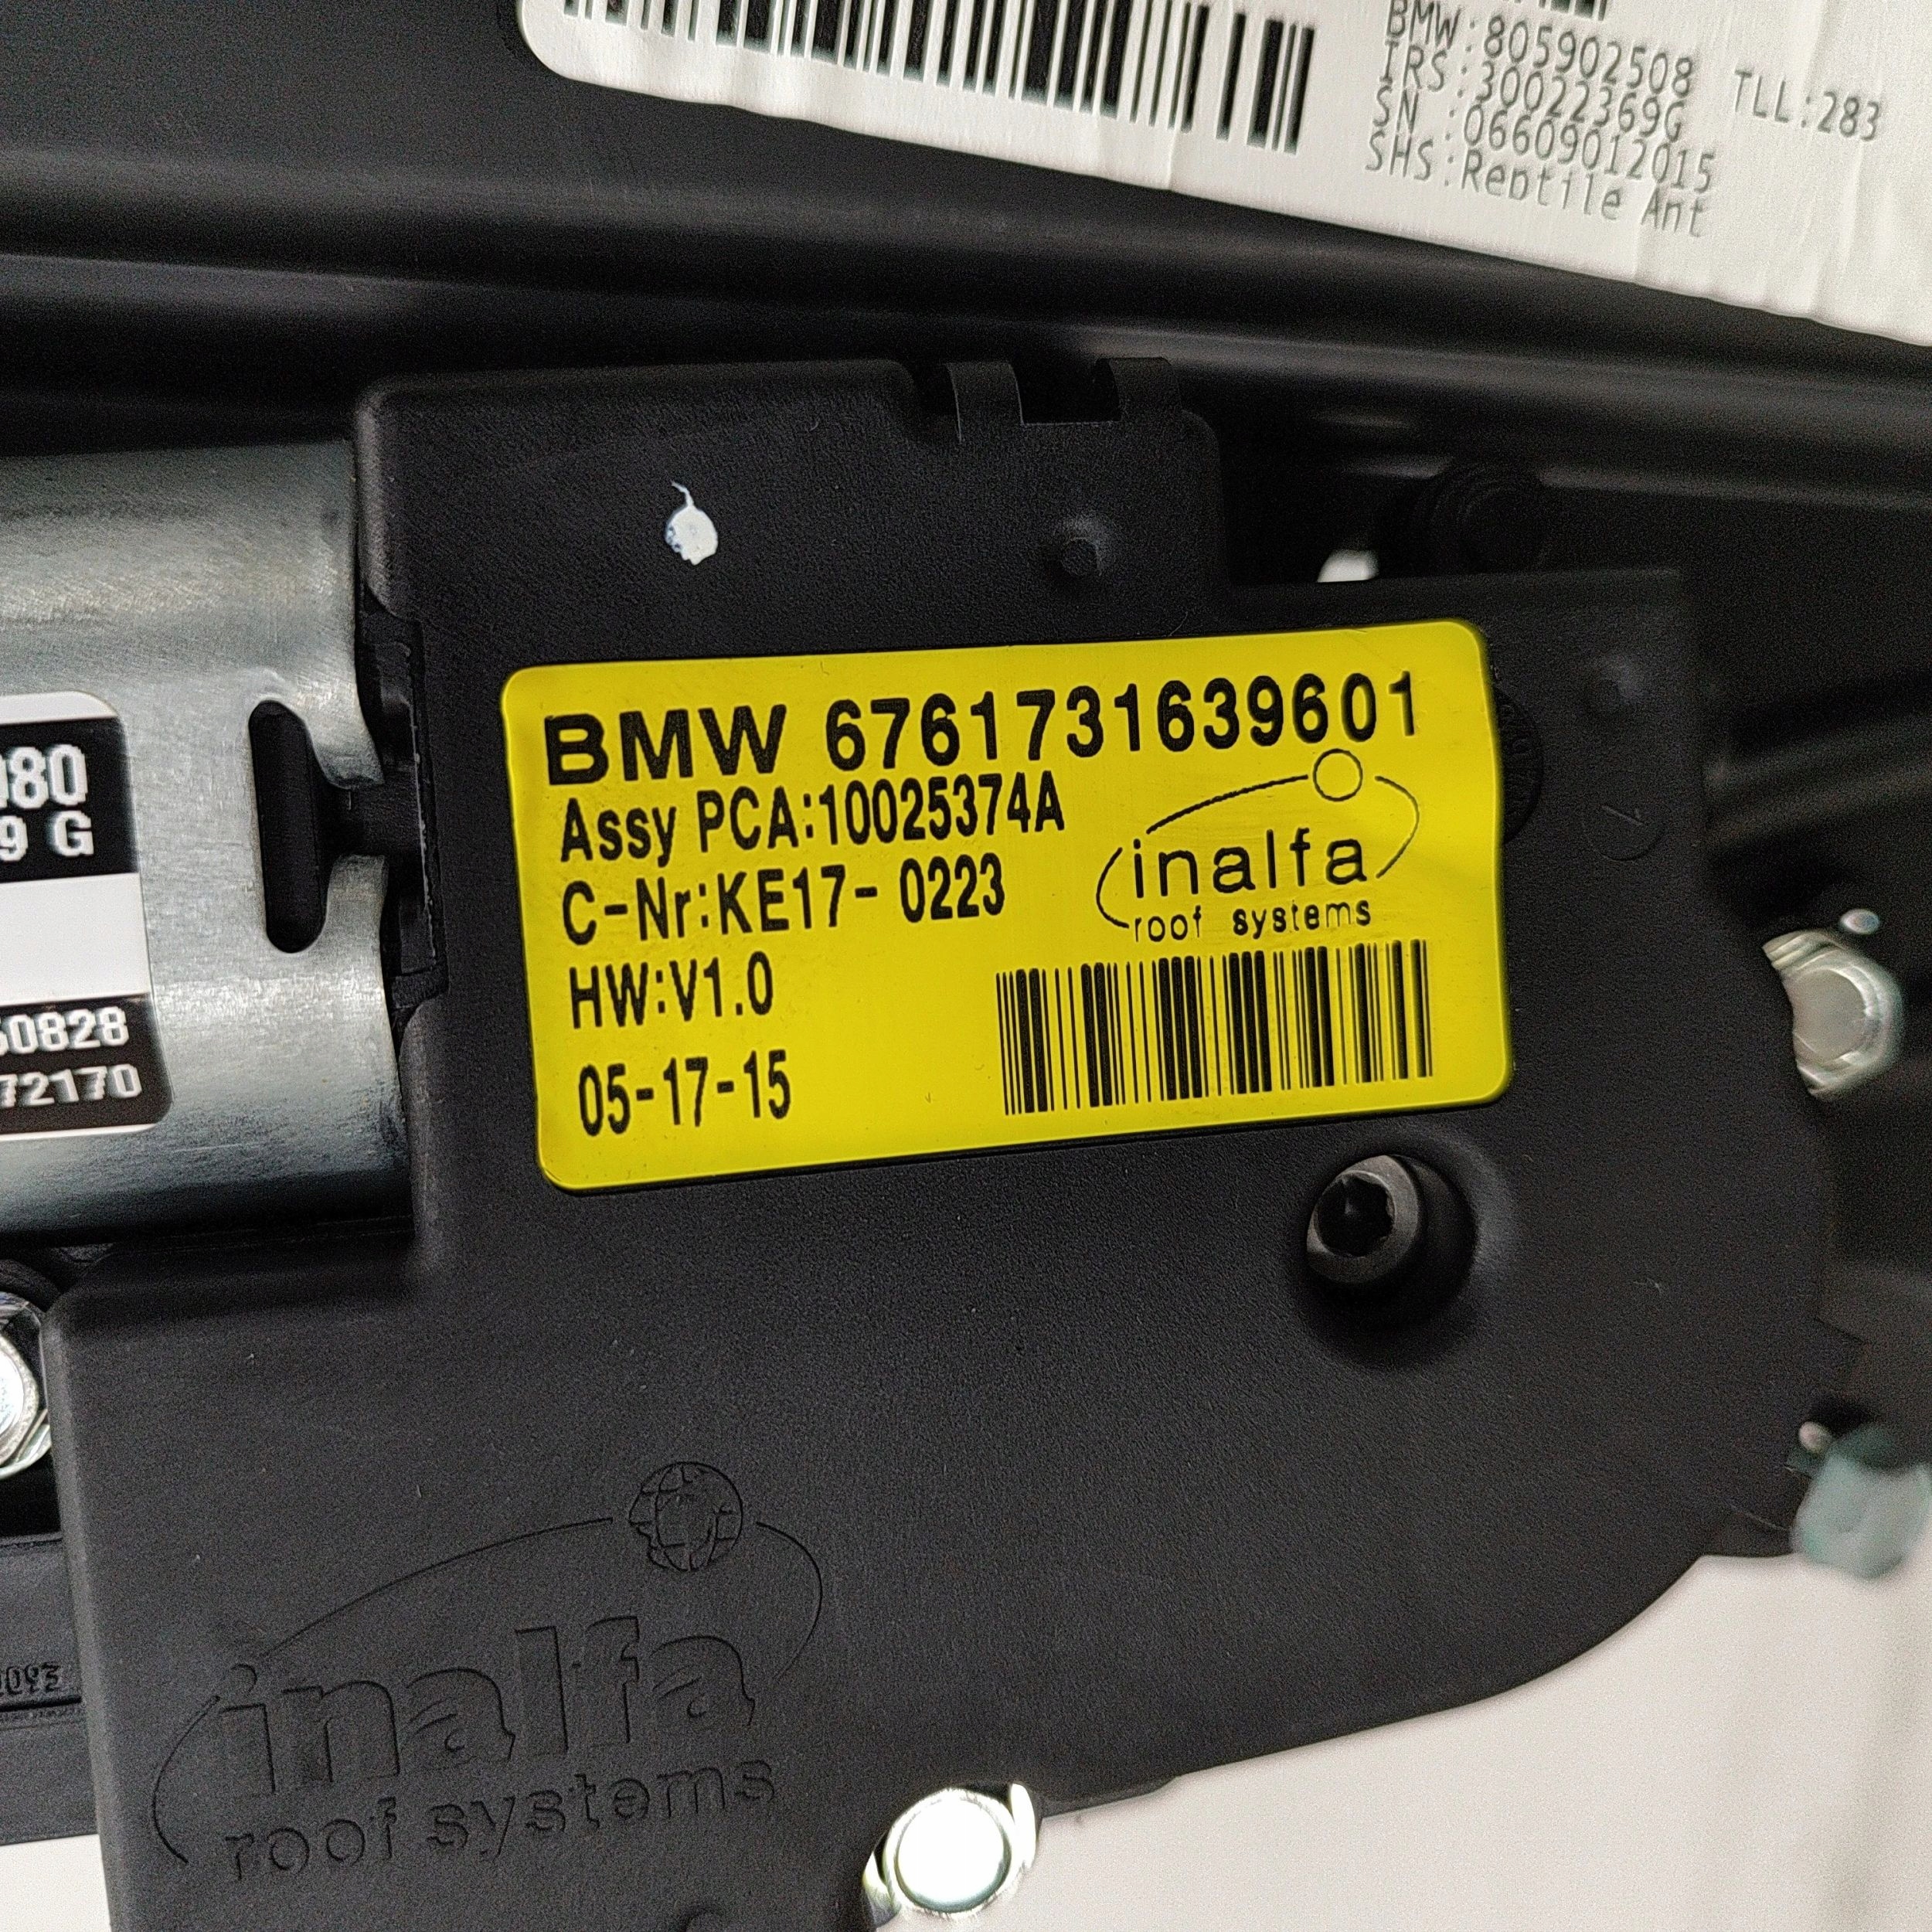 BMW:805902508
IRS:30022369G TLL:283
SN :06609012015
SHS:Reptile Ant
BMW 6761731639601
Assy PCA:10025374A
C-Nr:KE17- 0223
HW:V1.0
05-17-15
inalfa
roof systems
080
9 G
50828
72170
inalfa
roof systems